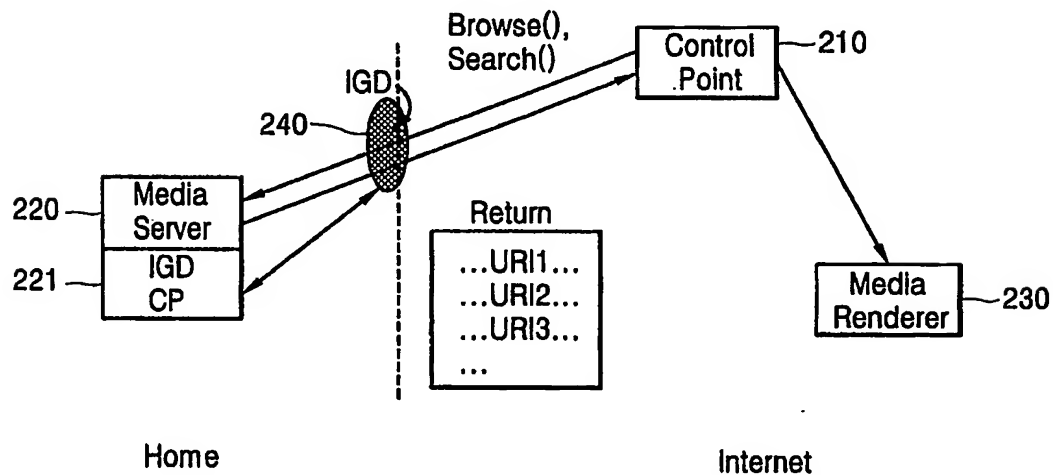 Browse(),
Search()
Control
.Point
210
IGD
240
220
Media
Server
221
IGD
CP
Return
...URI1...
...URI2...
...URI3...
...
Media
Renderer
230
Home
Internet